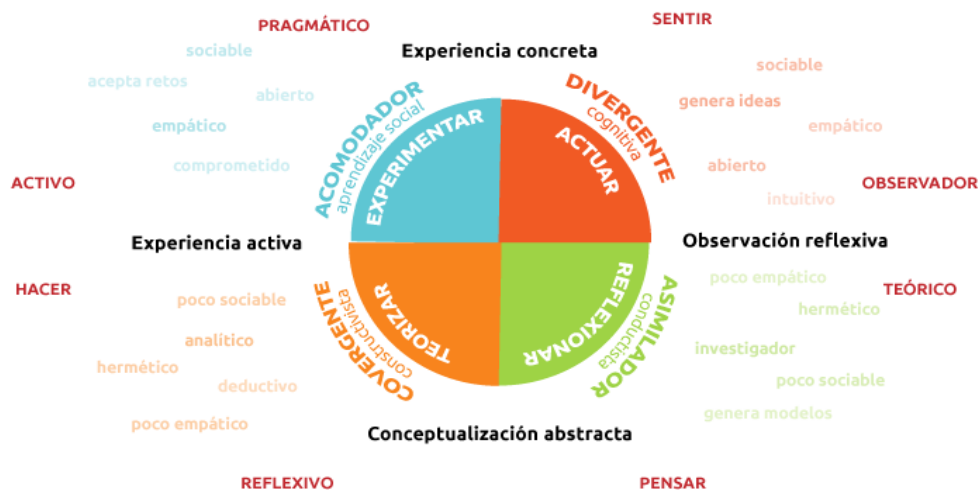 PRAGMÁTICO
SENTIR
sociable
Experiencia concreta
sociable
acepta retos
abierto
genera ideas
empático
empático
comprometido
abierto
intuitivo
ACOMODADOR
aprendizaje social
EXPERIMENTAR
DIVERGENTE
cognitiva
ACTUAR
ACTIVO
OBSERVADOR
Experiencia activa
Observación reflexiva
HACER
TEÓRICO
poco sociable
analítico
hermético
deductivo
poco empático
COVERGENTE
constructivista
TEORIZAR
REFLEXIONAR
conductista
ASIMILADOR
poco empático
hermético
investigador
poco sociable
genera modelos
Conceptualización abstracta
REFLEXIVO
PENSAR